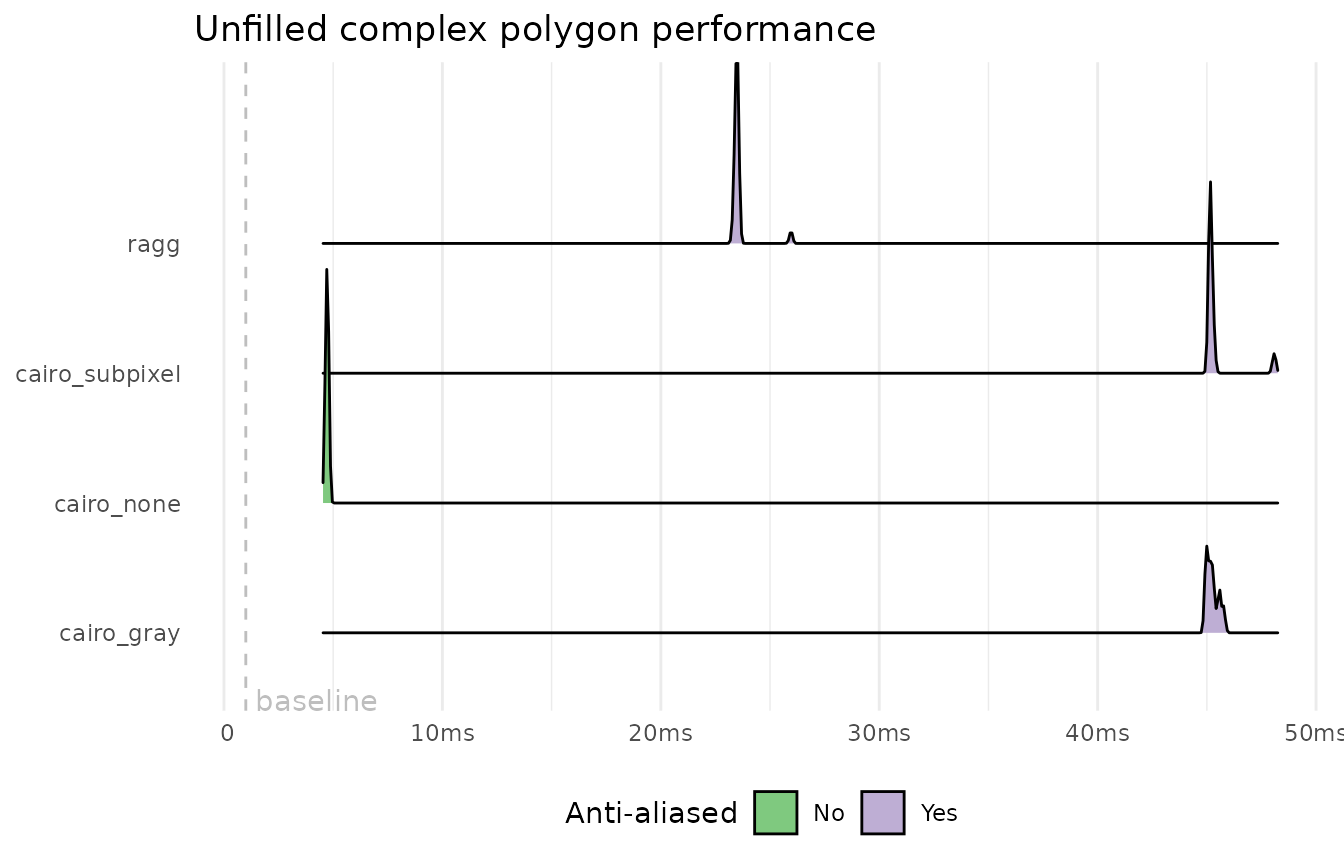 Unfilled complex polygon performance
ragg
cairo_subpixel
cairo_none
cairo_gray
baseline
0 10ms 20ms 30ms 40ms 50ms
Anti-aliased No Yes